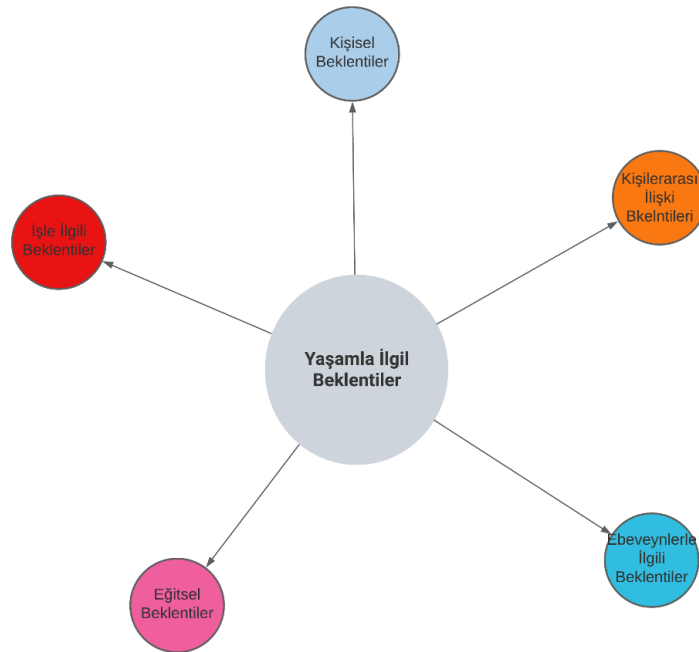 Kişisel
Beklentiler
Kişilerarası
İlişki
Bkelntileri
İşle İlgili
Beklentiler
Yaşamla İlgil
Beklentiler
Ebeveynlerle
İlgili
Beklentiler
Eğitsel
Beklentiler